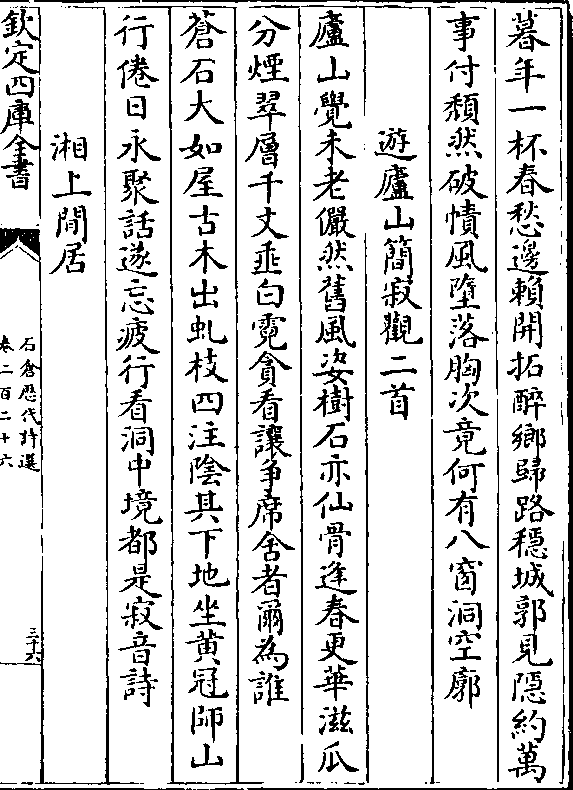 暮年一杯春愁邊賴開拓醉鄉歸路穩城郭見隱約萬
事付頽然破幘風墮落胸次竟何有八窗洞空廓
遊廬山簡寂觀二首
廬山覺未老儼然舊風姿樹石亦仙骨逢春更華滋瓜
分煙翠層千丈垂白霓貪看讓争席舍者爾為誰
蒼石大如屋古木出虬枝四注陰其下地坐黄冠師山
行倦日永聚話遂忘疲行看洞中境都是寂音詩
湘上閒居
欽定四庫全書
石倉歷代詩選
卷二百二十六
三十六